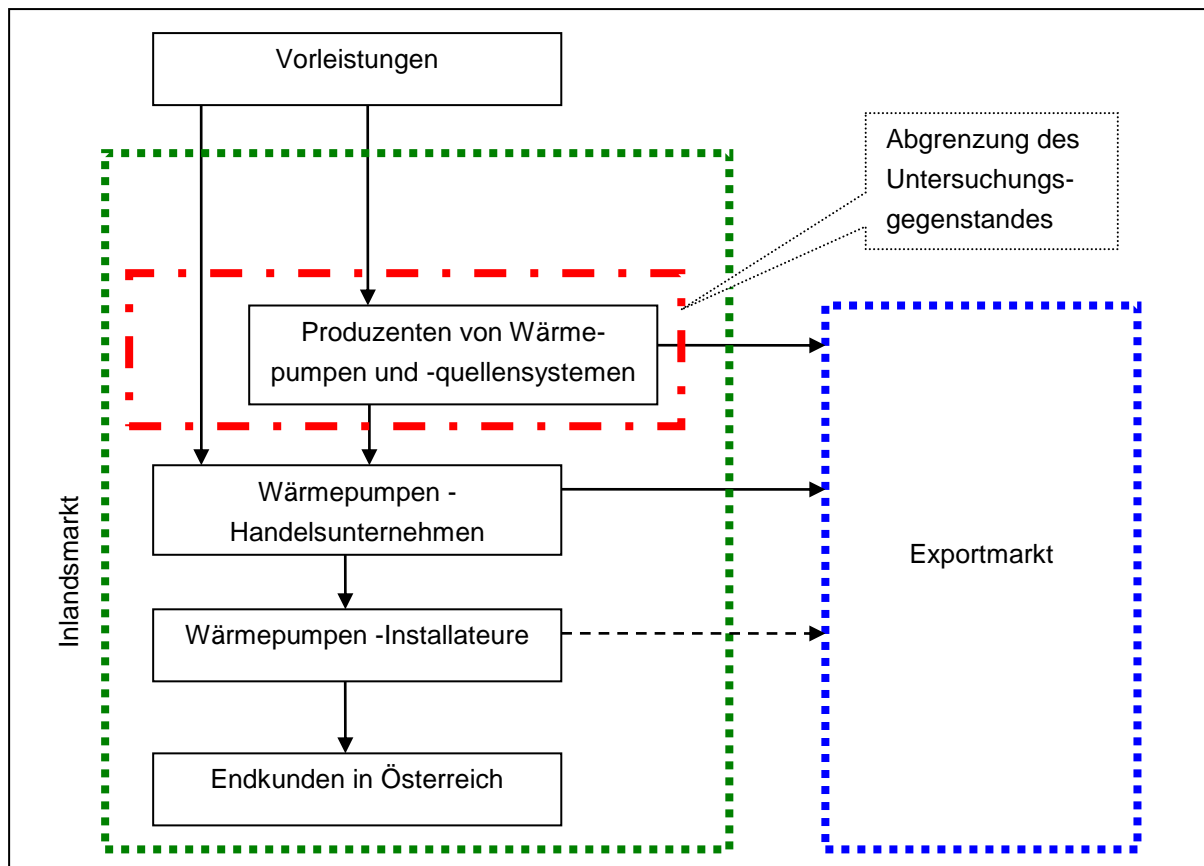 Vorleistungen
Abgrenzung des
Untersuchungs-
gegenstandes
Produzenten von Wärme-
pumpen und -quellensystemen
Wärmepumpen -
Handelsunternehmen
Exportmarkt
Inlandsmarkt
Wärmepumpen -Installateure
Endkunden in Österreich